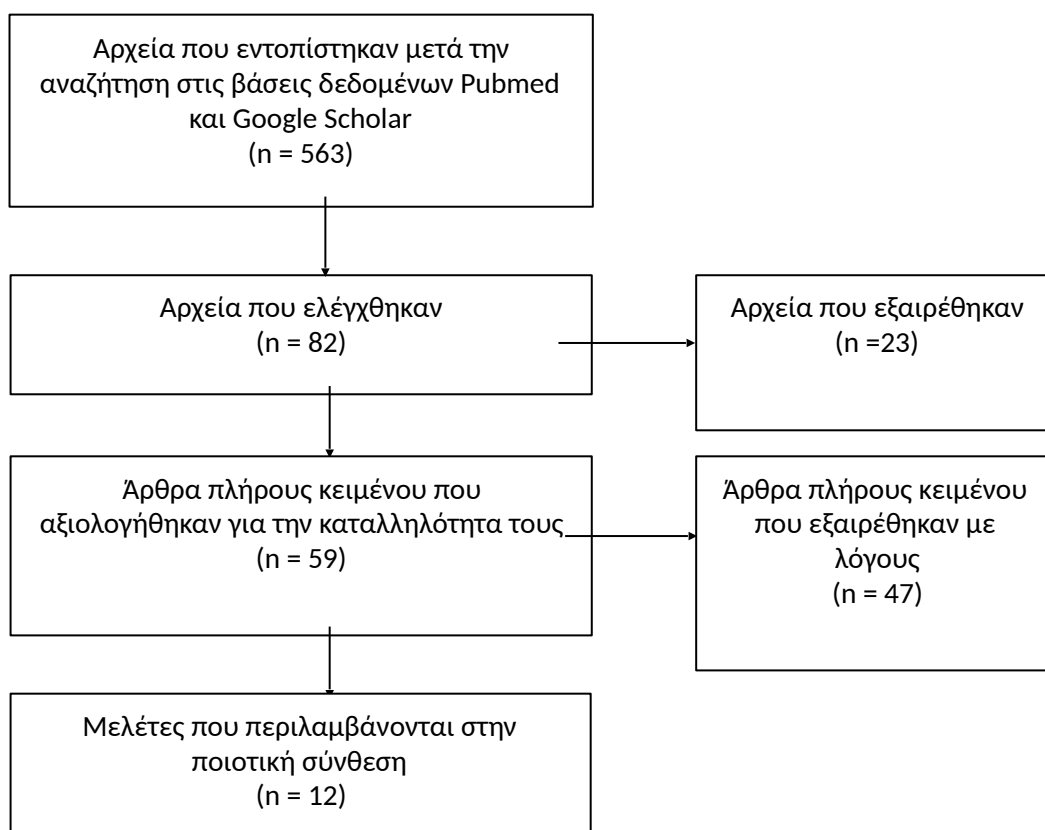 Αρχεία που εντοπίστηκαν μετά την
αναζήτηση στις βάσεις δεδομένων Pubmed
και Google Scholar
(n = 563)
Αρχεία που ελέγχθηκαν
(n = 82)
Αρχεία που εξαιρέθηκαν
(n =23)
Άρθρα πλήρους κειμένου που
αξιολογήθηκαν για την καταλληλότητα τους
(n = 59)
Άρθρα πλήρους κειμένου
που εξαιρέθηκαν με
λόγους
(n = 47)
Μελέτες που περιλαμβάνονται στην
ποιοτική σύνθεση
(n = 12)